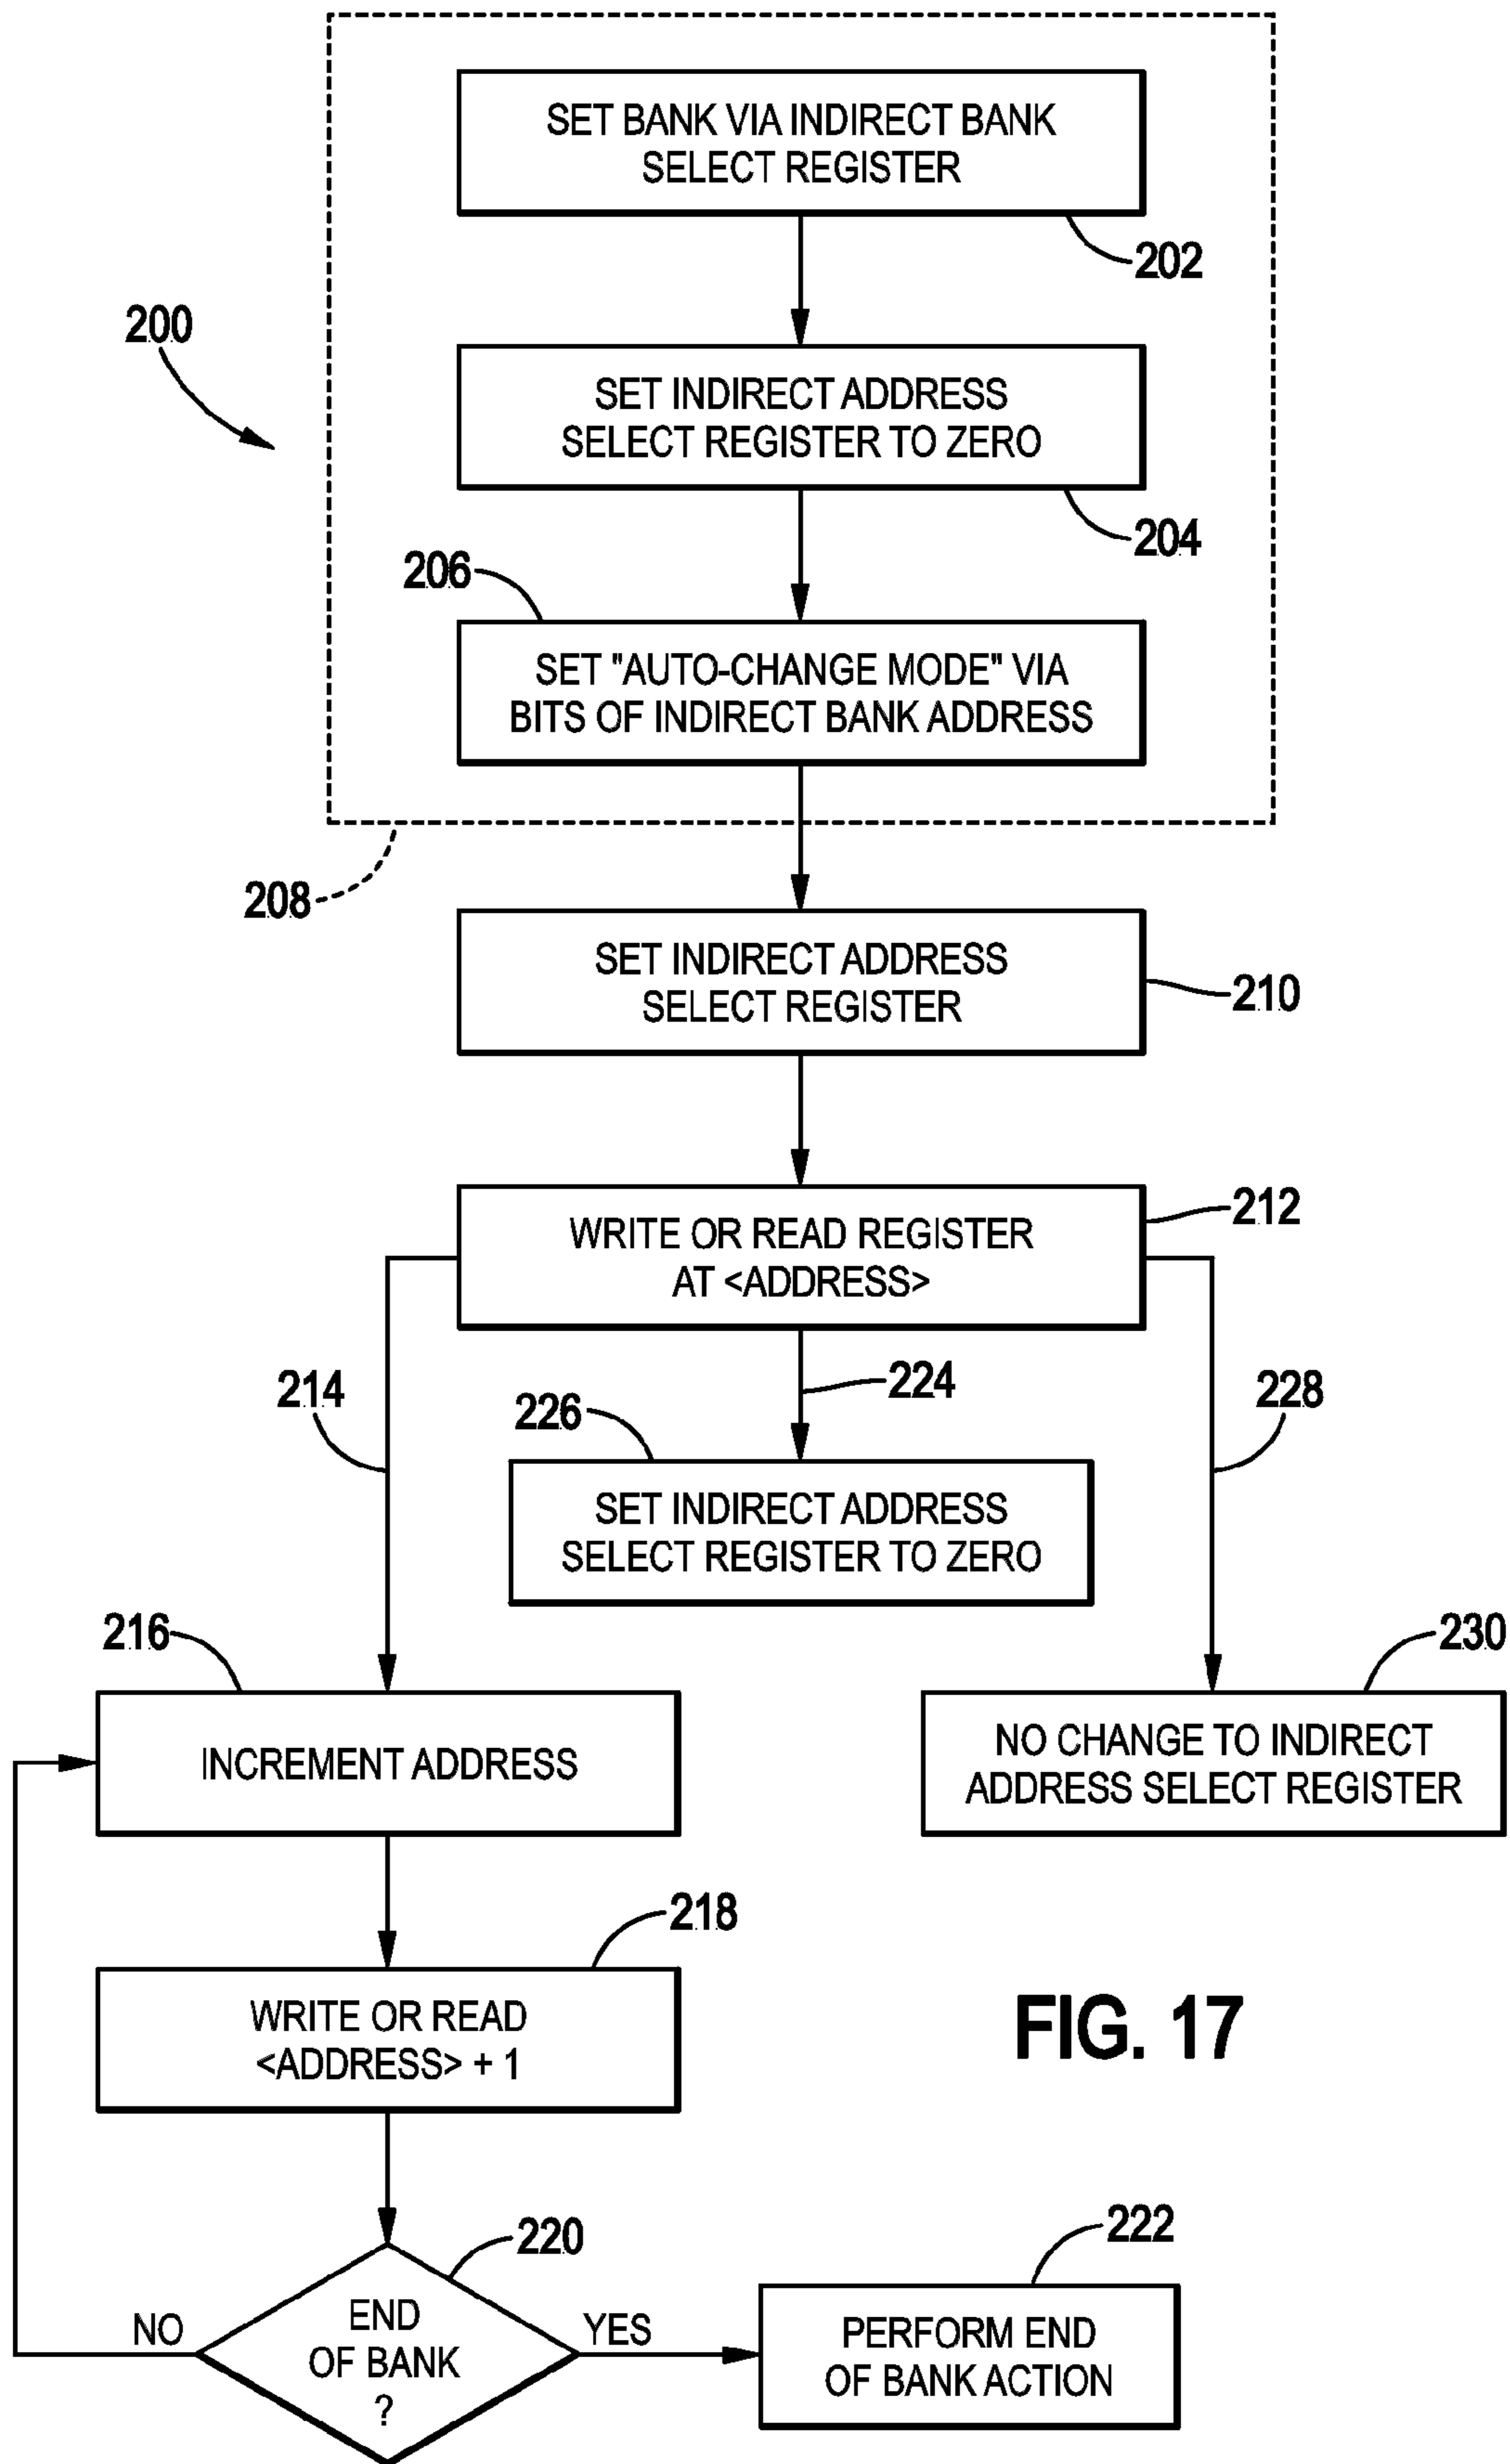 SET BANK VIA INDIRECT BANK
SELECT REGISTER
202
200
SET INDIRECT ADDRESS
SELECT REGISTER TO ZERO
204
206
SET "AUTO-CHANGE MODE" VIA
BITS OF INDIRECT BANK ADDRESS
208
SET INDIRECT ADDRESS
SELECT REGISTER
210
WRITE OR READ REGISTER
AT <ADDRESS>
212
214
224
226
228
SET INDIRECT ADDRESS
SELECT REGISTER TO ZERO
216
230
INCREMENT ADDRESS
NO CHANGE TO INDIRECT
ADDRESS SELECT REGISTER
218
WRITE OR READ
<ADDRESS> + 1
FIG. 17
220
222
END
OF BANK
?
NO
YES
PERFORM END
OF BANK ACTION